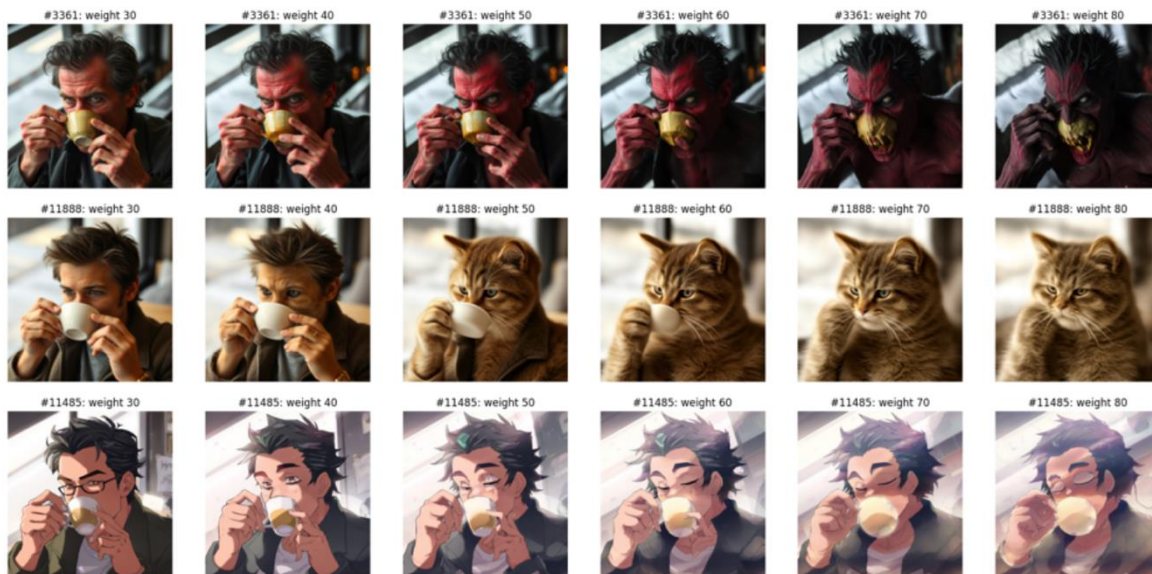 #3361: weight 30
#3361: weight 40
#3361: weight 50
#3361: weight 60
#3361: weight 70
#3361: weight 80
#11888: weight 30
#11888: weight 40
#11888: weight 50
#11888: weight 60
#11888: weight 70
#11888: weight 80
#11485: weight 30
#11485: weight 40
#11485: weight 50
#11485: weight 60
#11485: weight 70
#11485: weight 80